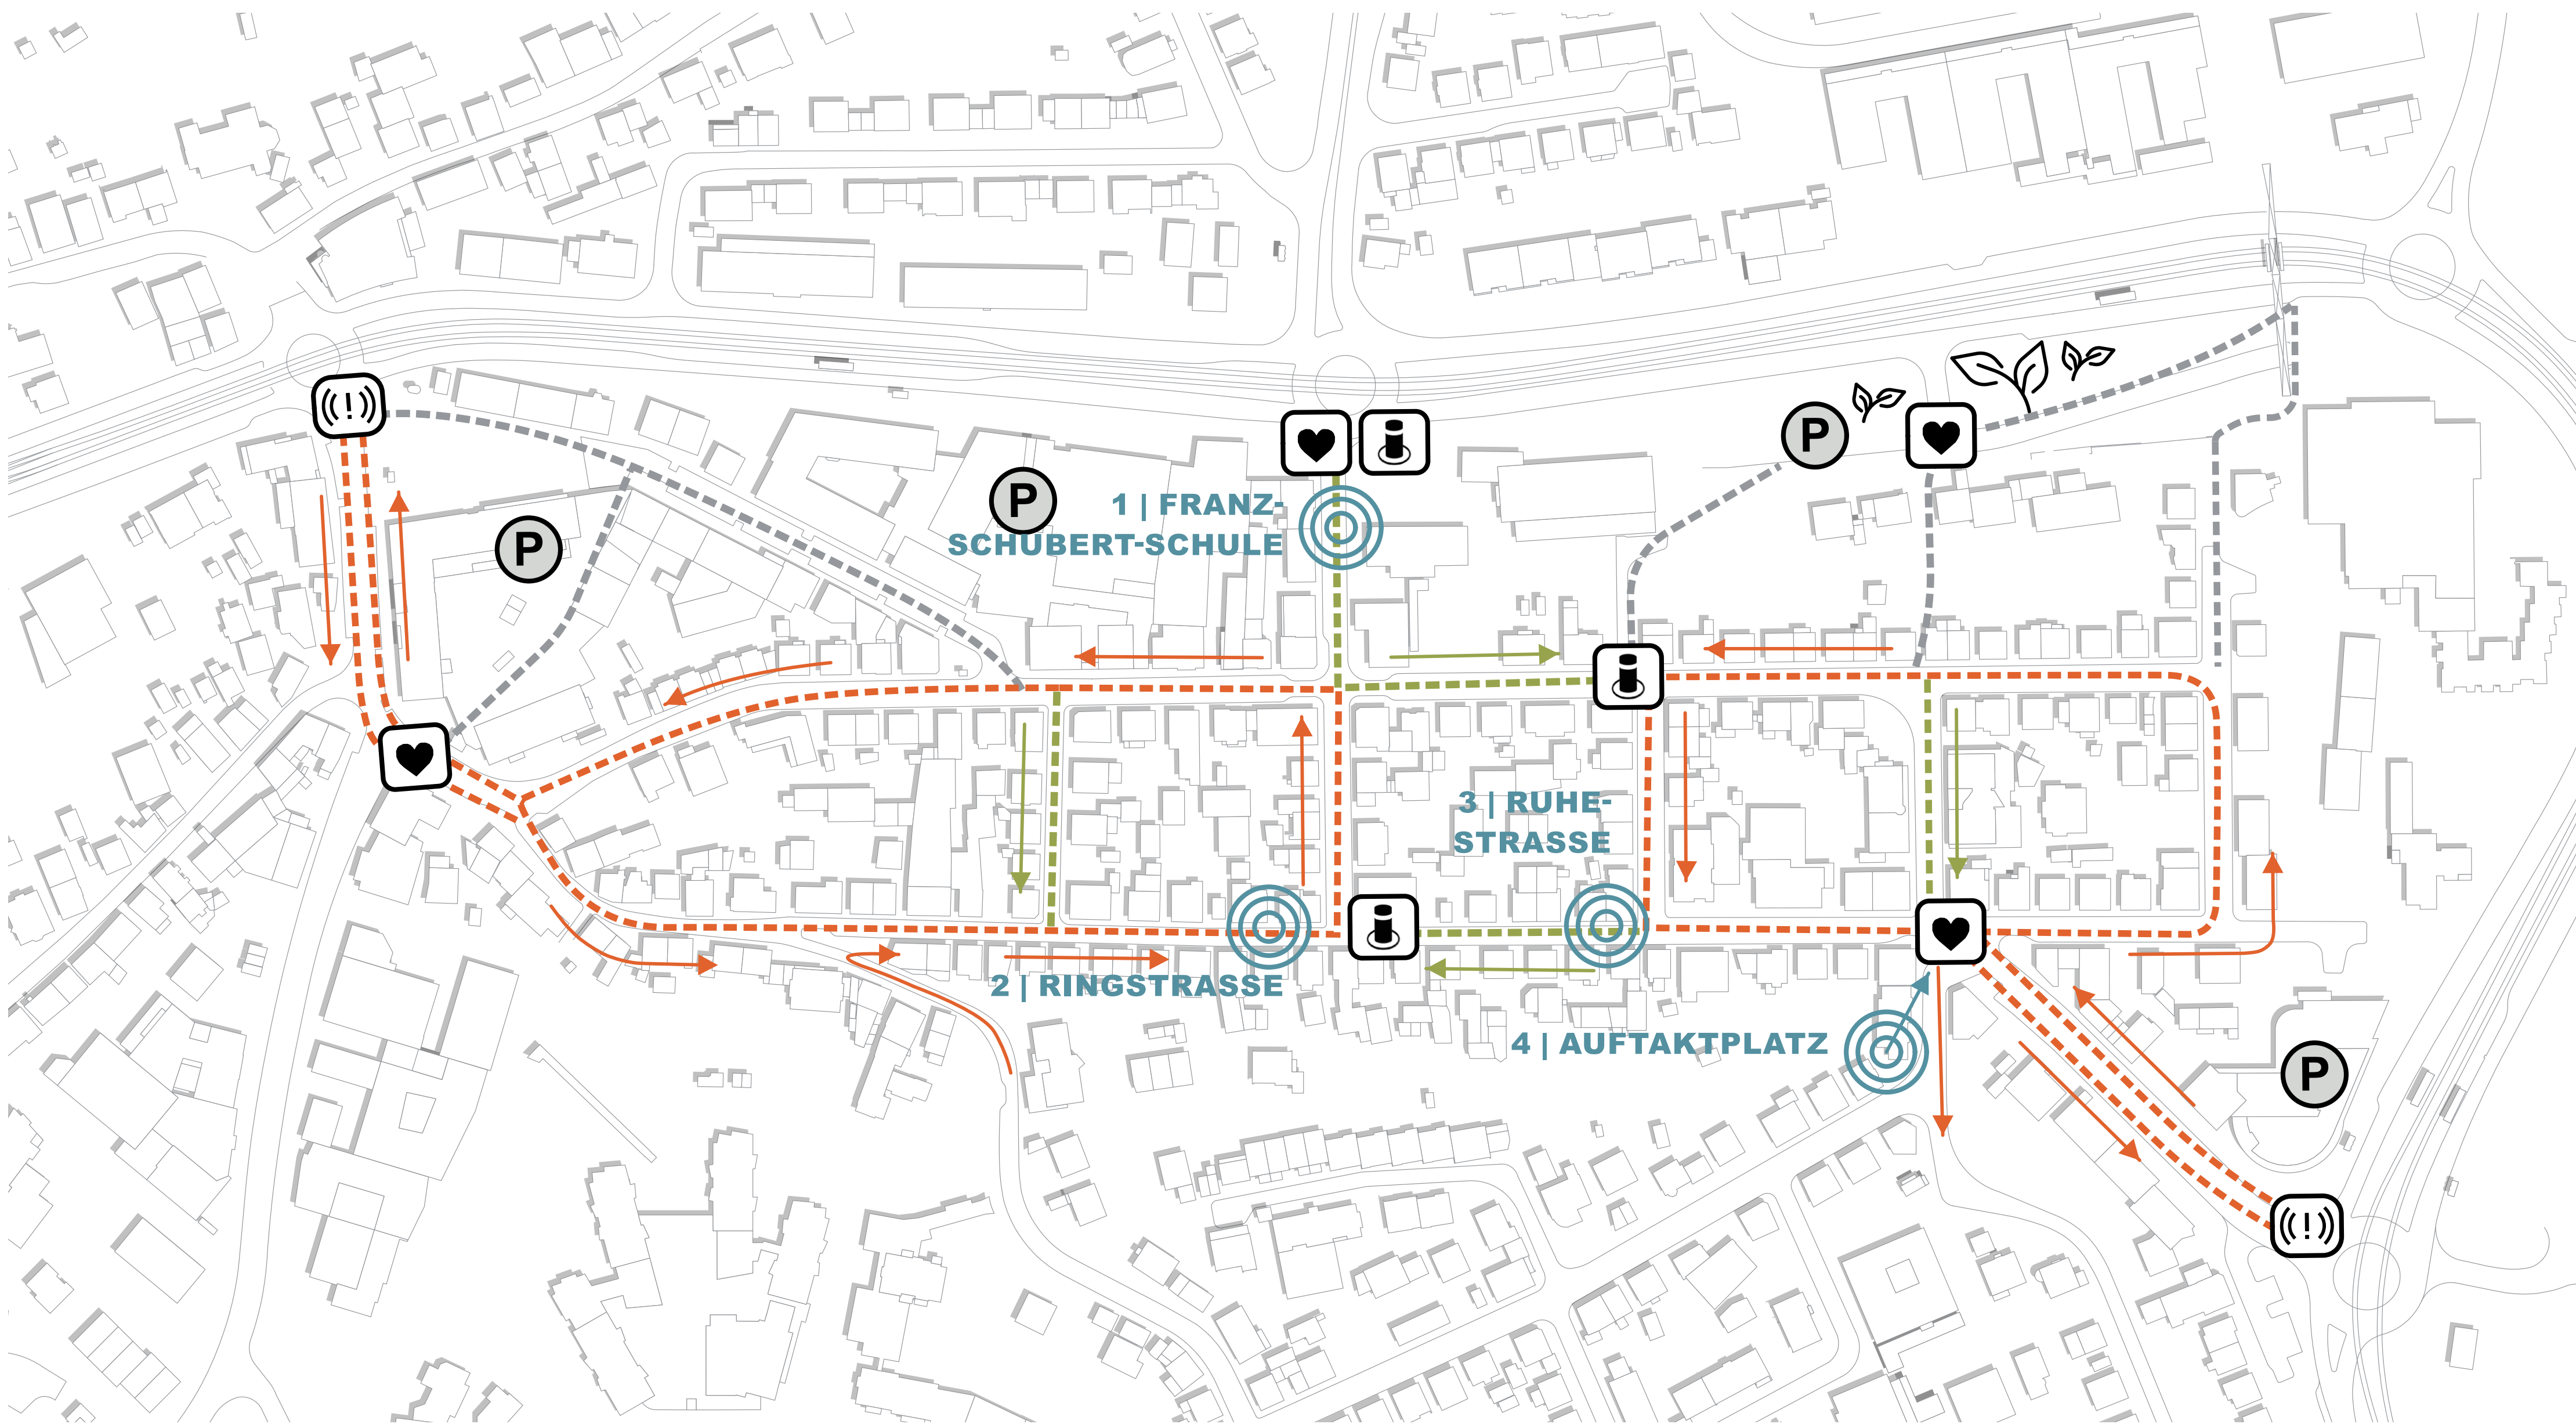 (!)
P
P
1 | FRANZ-
SCHUBERT-SCHULE
P
3 | RUHE-
STRASSE
2 | RINGSTRASSE
4 | AUFTAKTPLATZ
P
(!)